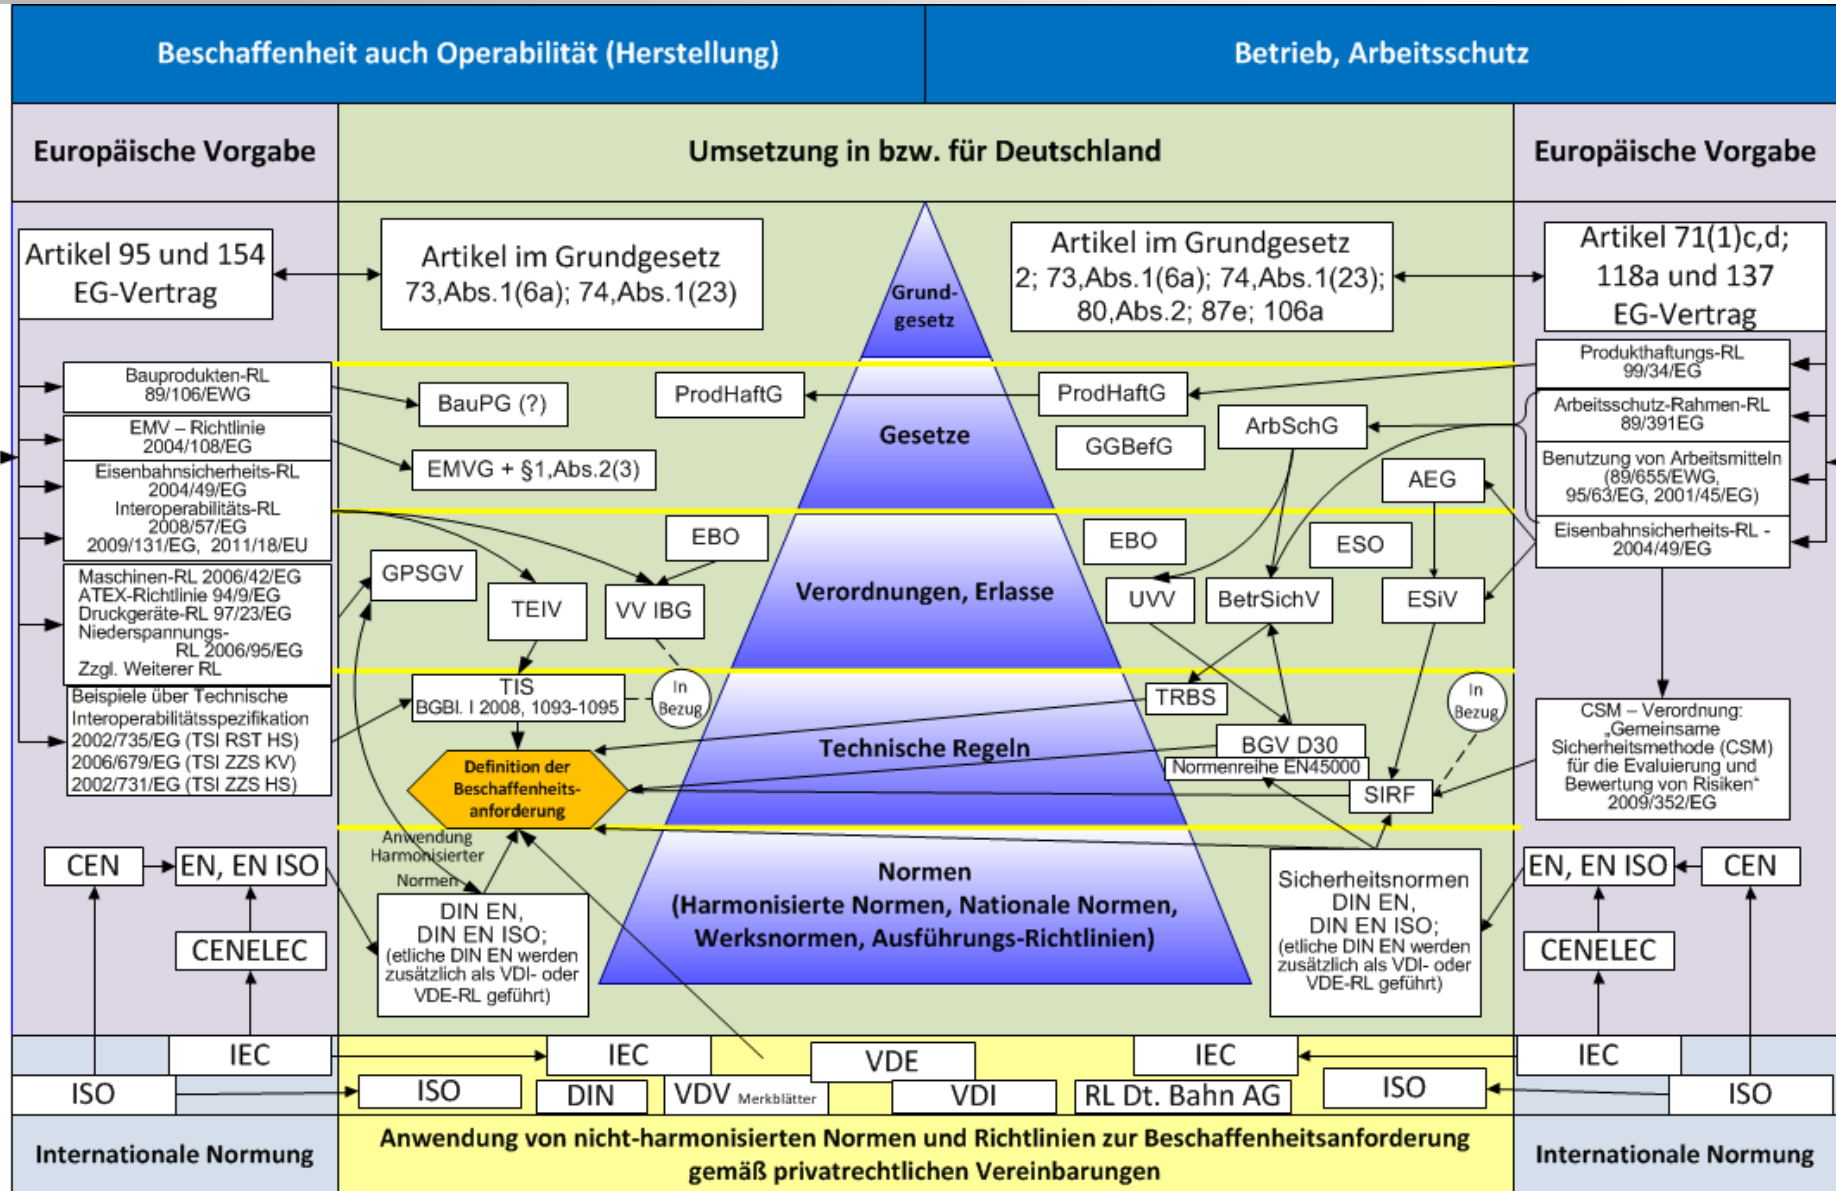 Beschaffenheit auch Operabilität (Herstellung)
Betrieb, Arbeitsschutz
Europäische Vorgabe
Umsetzung in bzw. für Deutschland
Europäische Vorgabe
Artikel 95 und 154
EG-Vertrag
Artikel im Grundgesetz
73,Abs.1(6a); 74,Abs.1(23)
Grund-
gesetz
Artikel im Grundgesetz
2; 73,Abs.1(6a); 74,Abs.1(23);
80,Abs.2; 87e; 106a
Artikel 71(1)c,d;
118a und 137
EG-Vertrag
Bauprodukten-RL
89/106/EWG
EMV – Richtlinie
2004/108/EG
Eisenbahnsicherheits-RL
2004/49/EG
Interoperabilitäts-RL
2008/57/EG
2009/131/EG, 2011/18/EU
Maschinen-RL 2006/42/EG
ATEX-Richtlinie 94/9/EG
Druckgeräte-RL 97/23/EG
Niederspannungs-
RL 2006/95/EG
Zzgl. Weiterer RL
Beispiele über Technische
Interoperabilitätsspezifikation
2002/735/EG (TSI RST HS)
2006/679/EG (TSI ZZS KV)
2002/731/EG (TSI ZZS HS)
BauPG (?)
EMVG + §1,Abs.2(3)
ProdHaftG
ProdHaftG
GGBefG
ArbSchG
AEG
Gesetze
Produkthaftungs-RL
99/34/EG
Arbeitsschutz-Rahmen-RL
89/391EG
Benutzung von Arbeitsmitteln
(89/655/EWG,
95/63/EG, 2001/45/EG)
Eisenbahnsicherheits-RL -
2004/49/EG
GPSGV
EBO
TEIV
VV IBG
Verordnungen, Erlasse
EBO
ESO
UVV
BetrSichV
ESiV
TIS
BGBl. I 2008, 1093-1095
In
Bezug
Definition der
Beschaffenheits-
anforderung
Technische Regeln
TRBS
BGV D30
Normenreihe EN45000
SIRF
In
Bezug
CSM – Verordnung:
„Gemeinsame
Sicherheitsmethode (CSM)
für die Evaluierung und
Bewertung von Risiken“
2009/352/EG
Anwendung
Harmonisierter
Normen
CEN
EN, EN ISO
CENELEC
DIN EN,
DIN EN ISO;
(etliche DIN EN werden
zusätzlich als VDI- oder
VDE-RL geführt)
Normen
(Harmonisierte Normen, Nationale Normen,
Werksnormen, Ausführungs-Richtlinien)
Sicherheitsnormen
DIN EN,
DIN EN ISO;
(etliche DIN EN werden
zusätzlich als VDI- oder
VDE-RL geführt)
EN, EN ISO
CEN
CENELEC
IEC
ISO
IEC
ISO
DIN
VDV Merkblätter
VDE
VDI
IEC
RL Dt. Bahn AG
ISO
IEC
ISO
Internationale Normung
Anwendung von nicht-harmonisierten Normen und Richtlinien zur Beschaffenheitsanforderung
gemäß privatrechtlichen Vereinbarungen
Internationale Normung